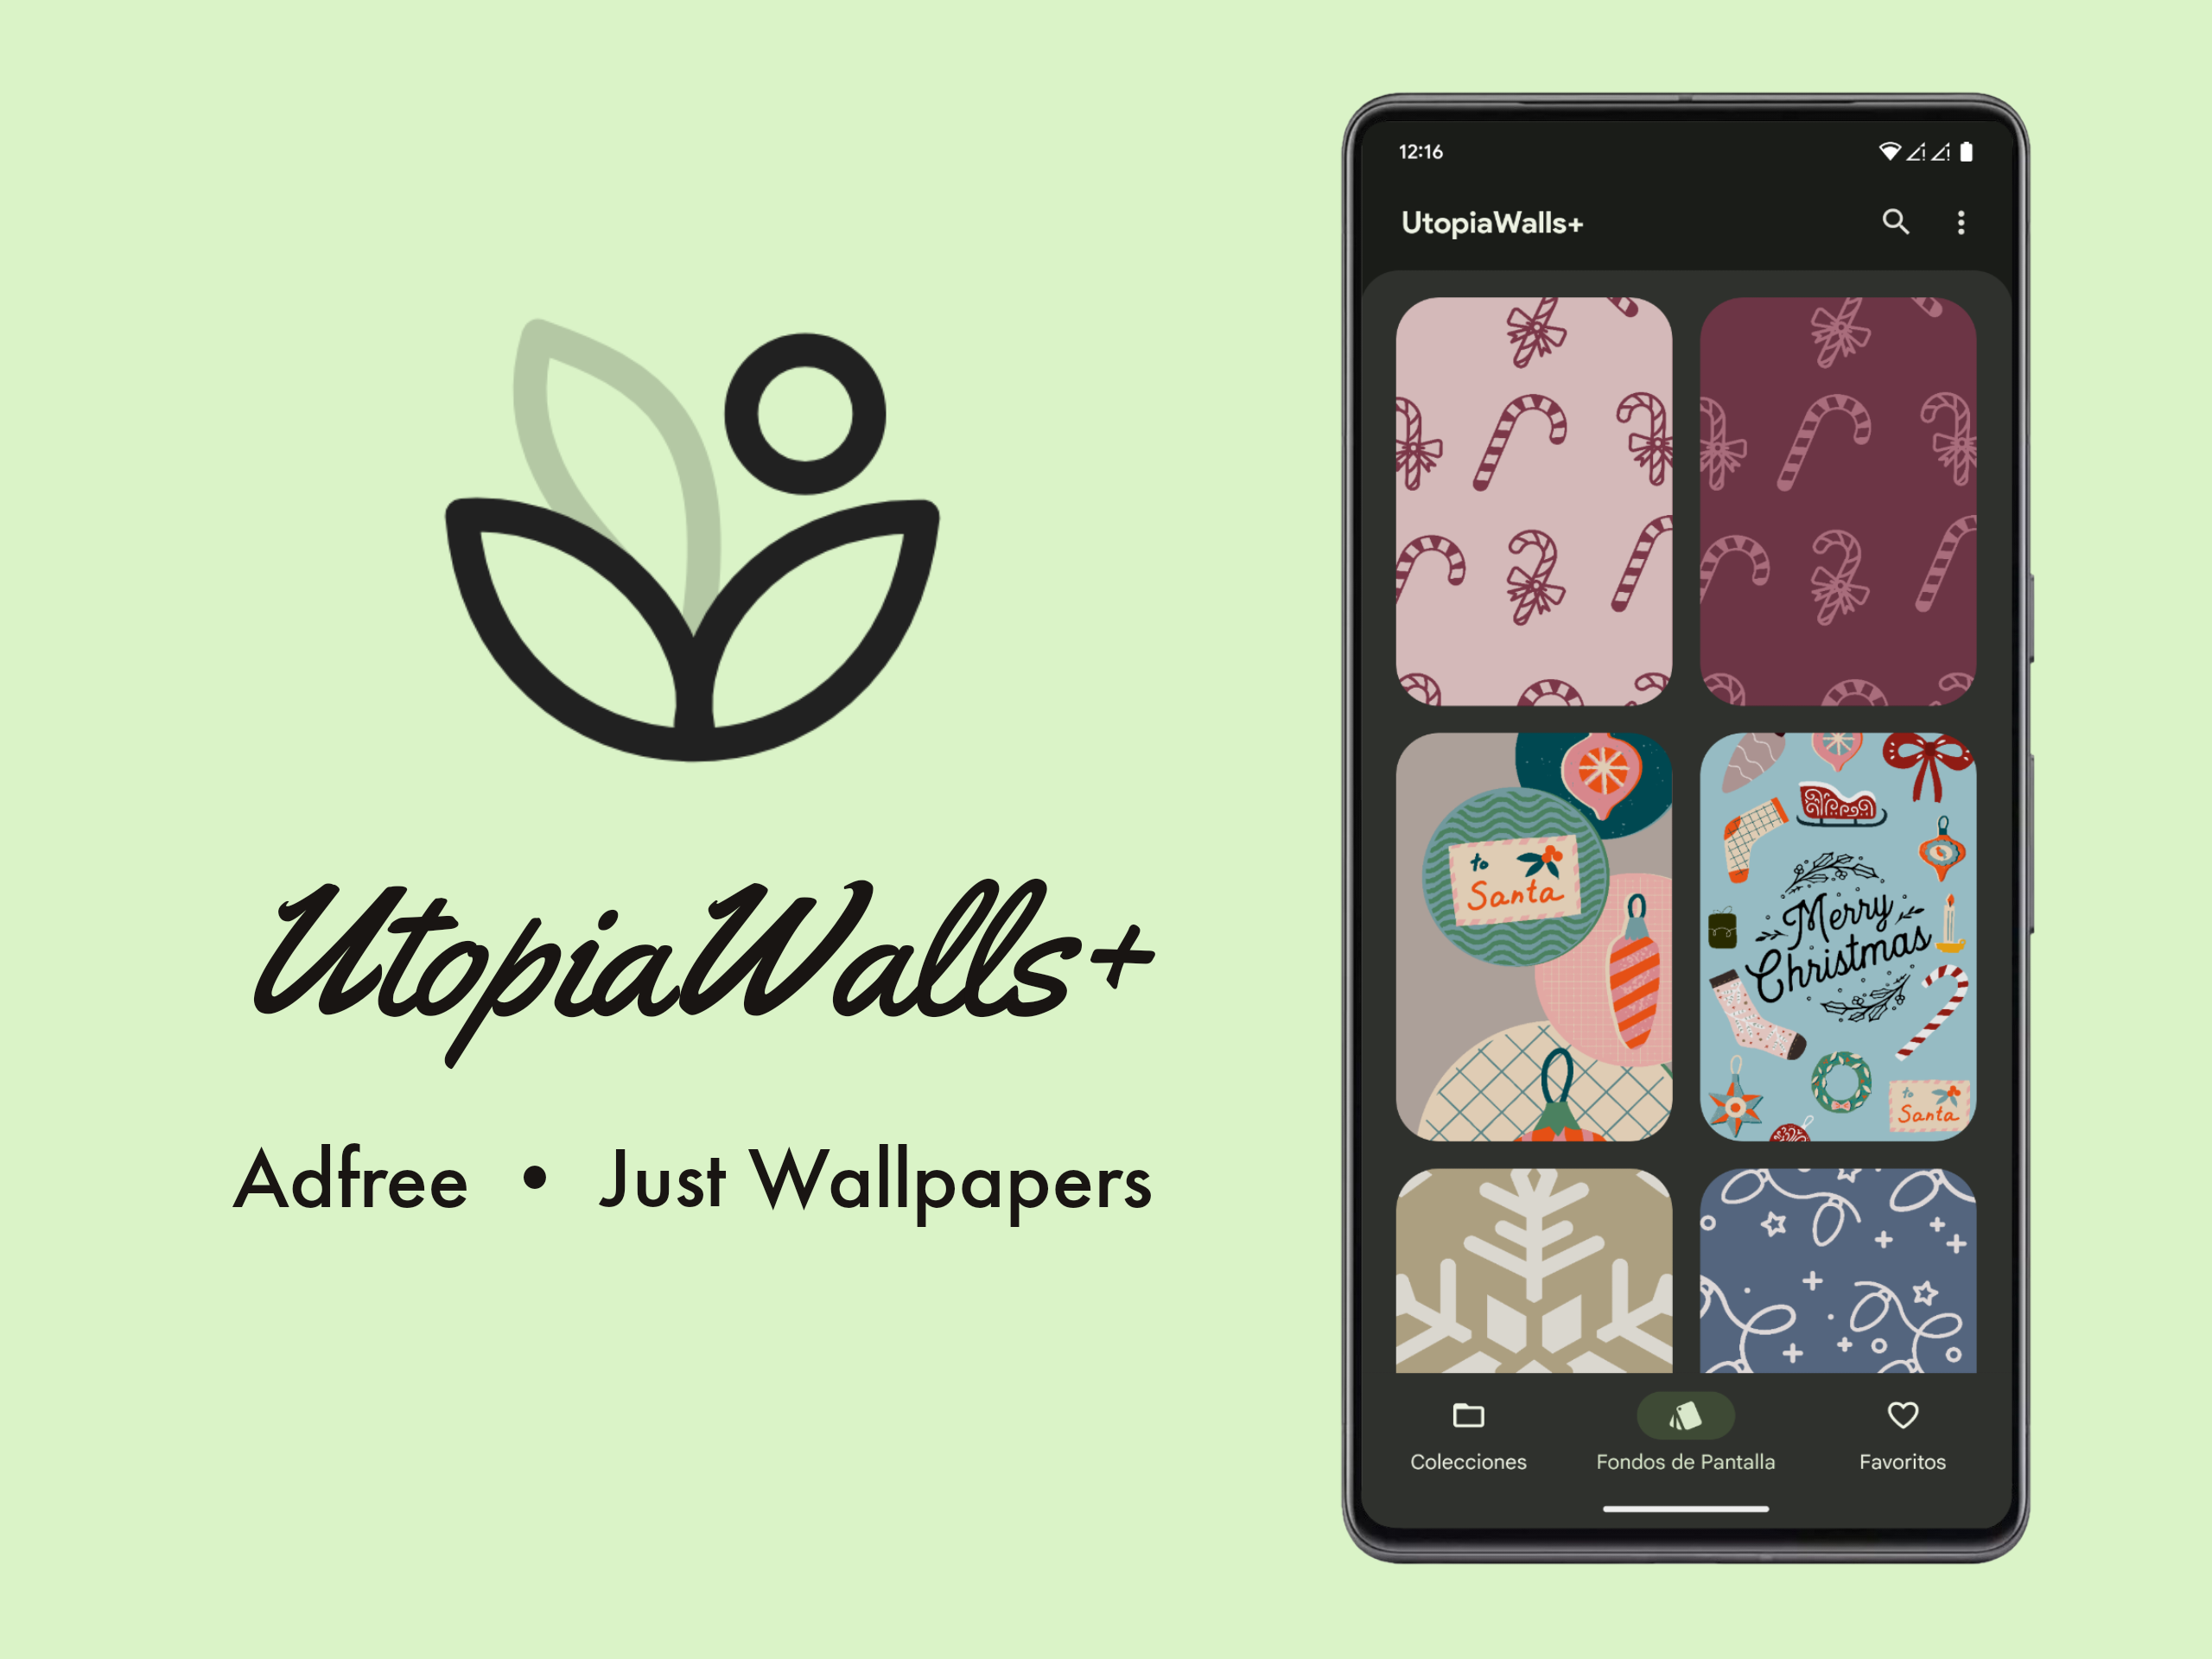 UtopiaWalls+
Adfree • Just Wallpapers
12:16
UtopiaWalls+
to
Santa
Merry
Christmas
to
Santa
Colecciones
Fondos de Pantalla
Favoritos